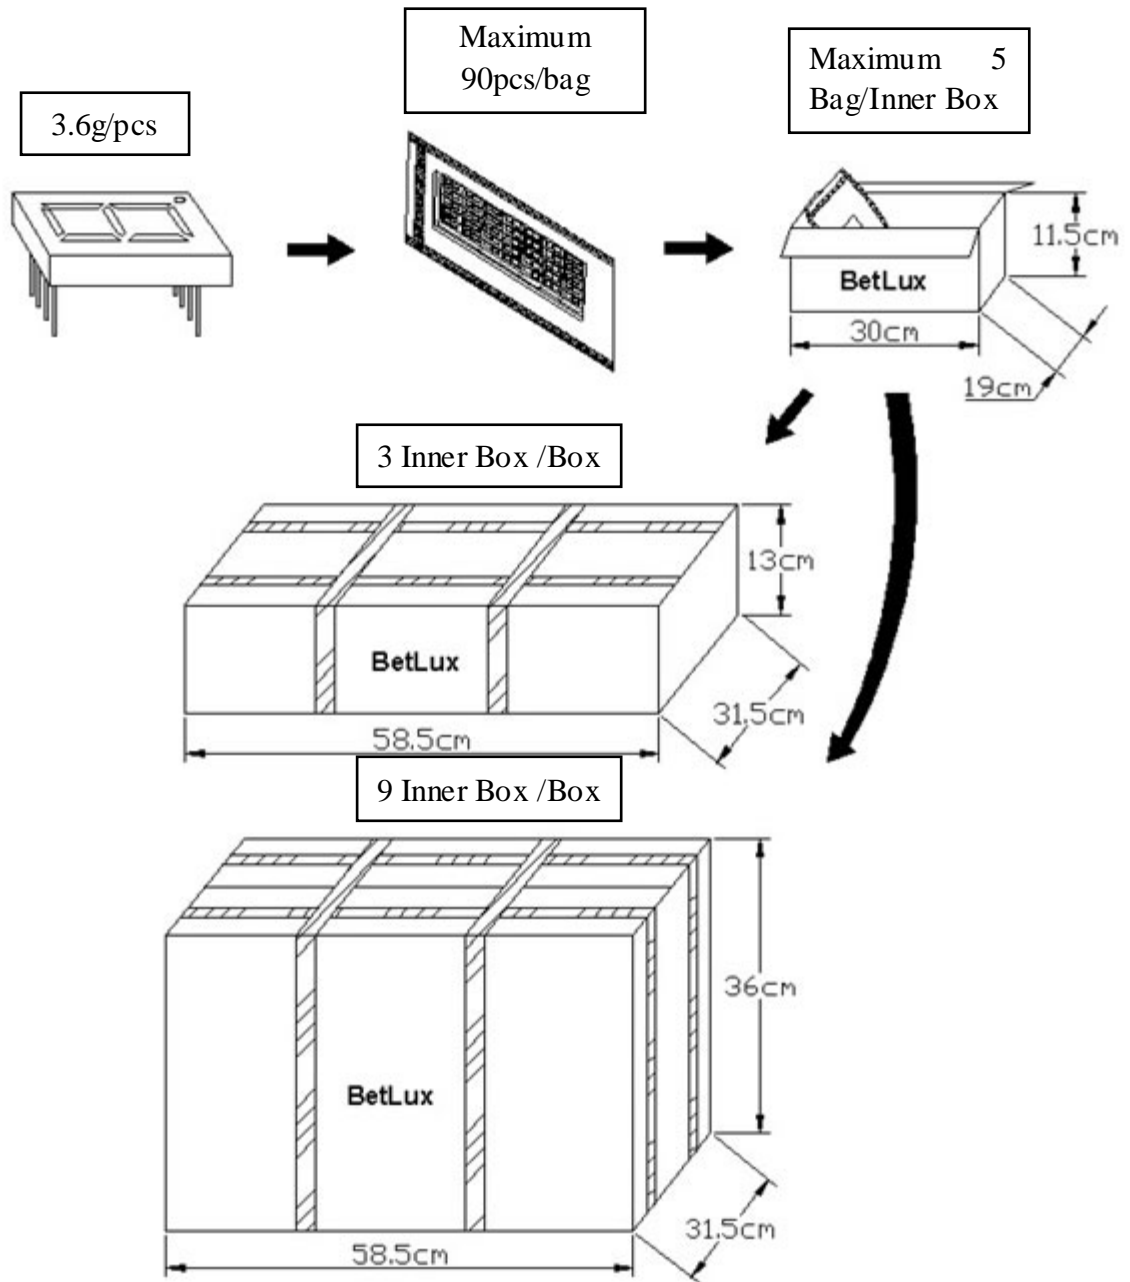 Maximum
90pcs/bag
Maximum 5
Bag/Inner Box
3.6g/pcs
11.5cm
BetLux
30cm
19cm
3 Inner Box /Box
13cm
BetLux
31.5cm
58.5cm
9 Inner Box /Box
36cm
BetLux
31.5cm
58.5cm